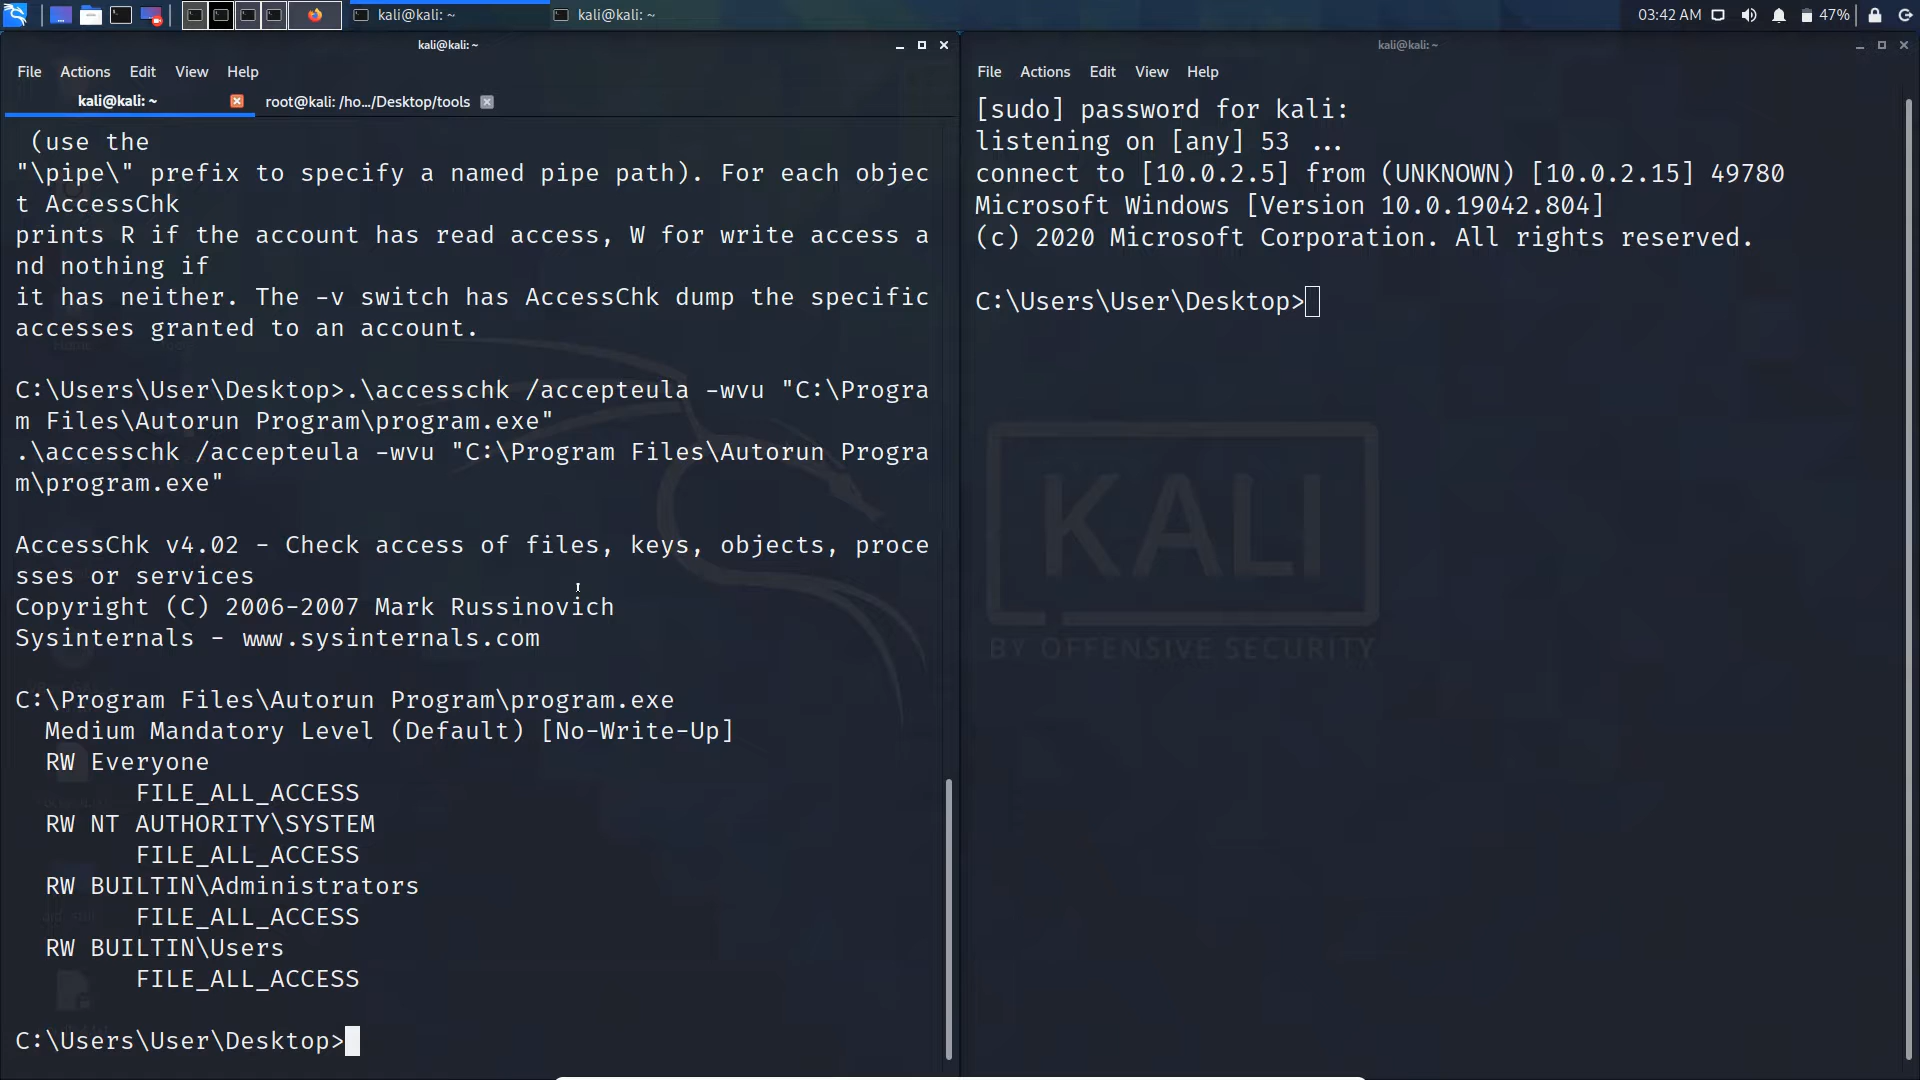 kali@kali: ~
kali@kali: ~
03:42 AM
47%
kali@kali: ~
File Actions Edit View Help
kali@kali: ~
root@kali: /ho.../Desktop/tools
(use the
"\pipe\" prefix to specify a named pipe path). For each objec
t AccessChk
prints R if the account has read access, W for write access a
nd nothing if
it has neither. The -v switch has AccessChk dump the specific
accesses granted to an account.
C:\Users\User\Desktop>.\accesschk /accepteula -wvu "C:\Progra
m Files\Autorun Program\program.exe"
.\accesschk /accepteula -wvu "C:\Program Files\Autorun Progra
m\program.exe"
AccessChk v4.02 - Check access of files, keys, objects, proce
sses or services
Copyright (C) 2006-2007 Mark Russinovich
Sysinternals - www.sysinternals.com
C:\Program Files\Autorun Program\program.exe
Medium Mandatory Level (Default) [No-Write-Up]
RW Everyone
FILE_ALL_ACCESS
RW NT AUTHORITY\SYSTEM
FILE_ALL_ACCESS
RW BUILTIN\Administrators
FILE_ALL_ACCESS
RW BUILTIN\Users
FILE_ALL_ACCESS
C:\Users\User\Desktop>
kali@kali: ~
File Actions Edit View Help
[sudo] password for kali:
listening on [any] 53 ...
connect to [10.0.2.5] from (UNKNOWN) [10.0.2.15] 49780
Microsoft Windows [Version 10.0.19042.804]
(c) 2020 Microsoft Corporation. All rights reserved.
C:\Users\User\Desktop>
KALI
BY OFFENSIVE SECURITY